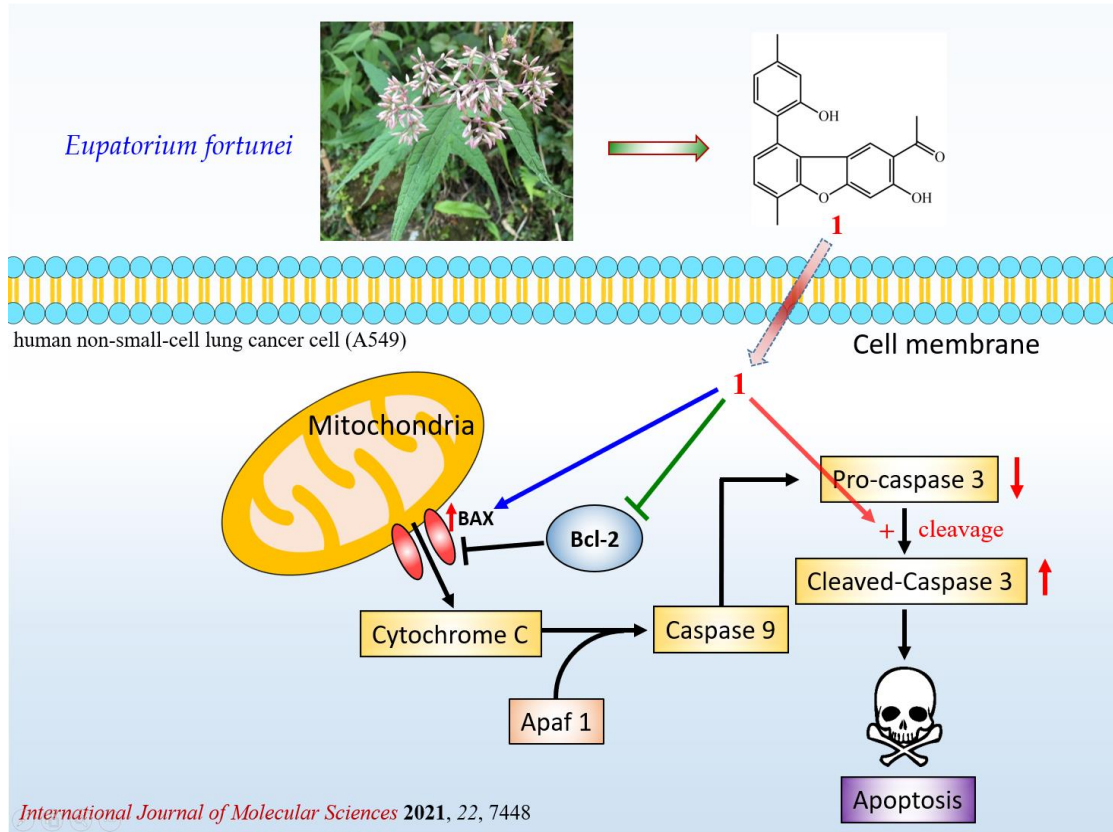 Eupatorium fortunei
OH
O
O
OH
1
human non-small-cell lung cancer cell (A549)
Cell membrane
1
Mitochondria
BAX
Bcl-2
Pro-caspase 3
+ cleavage
Cleaved-Caspase 3
Cytochrome C
Caspase 9
Apaf 1
Apoptosis
International Journal of Molecular Sciences 2021, 22, 7448